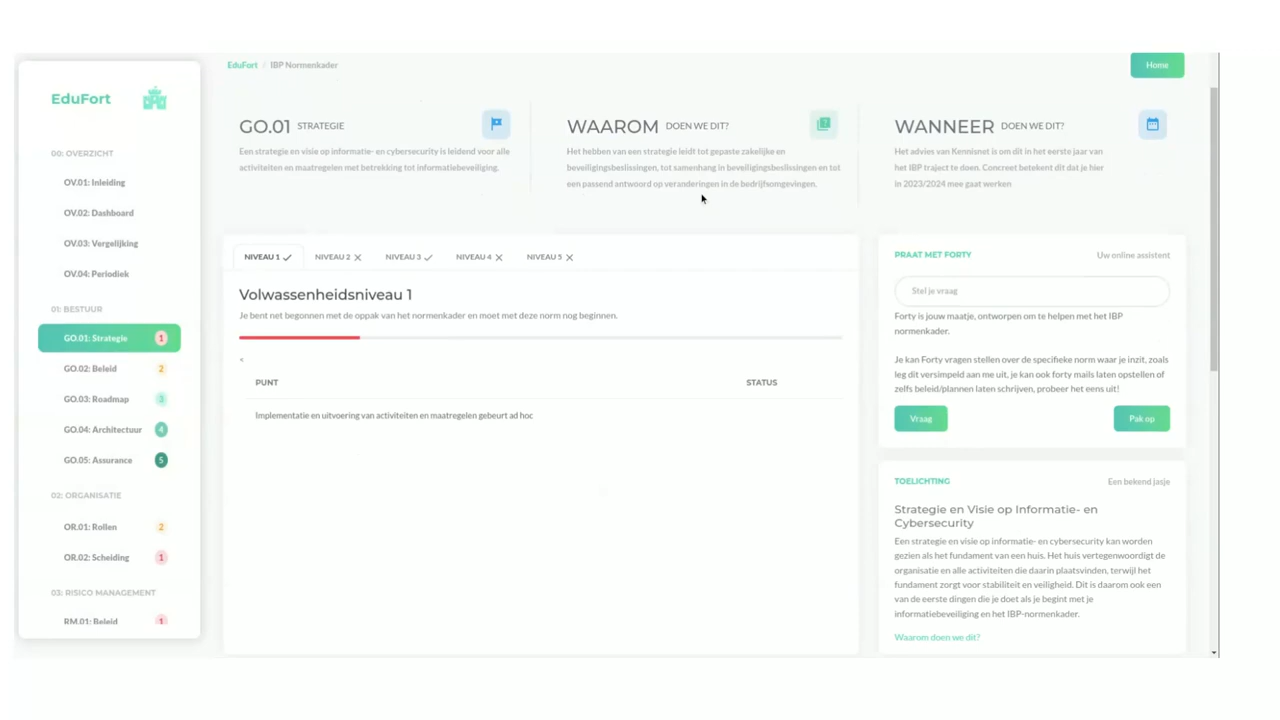 EduFort
00: OVERZICHT
OV.01: Inleiding
OV.02: Dashboard
OV.03: Vergelijking
OV.04: Periodiek
01: BESTUUR
GO.01: Strategie 1
GO.02: Beleid 2
GO.03: Roadmap 3
GO.04: Architectuur 4
GO.05: Assurance 5
02: ORGANISATIE
OR.01: Rollen 2
OR.02: Scheiding 1
03: RISICO MANAGEMENT
RM.01: Beleid 1
EduFort / IBP Normenkader
Home
GO.01 STRATEGIE
Een strategie en visie op informatie- en cybersecurity is leidend voor alle
activiteiten en maatregelen met betrekking tot informatiebeveiliging.
WAAROM DOEN WE DIT?
Het hebben van een strategie leidt tot gepaste zakelijke en
beveiligingsbeslissingen, tot samenhang in beveiligingsbeslissingen en tot
een passend antwoord op veranderingen in de bedrijfsomgevingen.
WANNEER DOEN WE DIT?
Het advies van Kennisnet is om dit in het eerste jaar van
het IBP traject te doen. Concreet betekent dit dat je hier
in 2023/2024 mee gaat werken
NIVEAU 1 NIVEAU 2 NIVEAU 3 NIVEAU 4 NIVEAU 5
Volwassenheidsniveau 1
Je bent net begonnen met de oppak van het normenkader en moet met deze norm nog beginnen.
<
PUNT STATUS
Implementatie en uitvoering van activiteiten en maatregelen gebeurt ad hoc
PRAAT MET FORTY Uw online assistent
Stel je vraag
Forty is jouw maatje, ontworpen om te helpen met het IBP
normenkader.
Je kan Forty vragen stellen over de specifieke norm waar je inzit, zoals
leg dit versimpeld aan me uit, je kan ook forty mails laten opstellen of
zelfs beleid/plannen laten schrijven, probeer het eens uit!
Vraag Pak op
TOELICHTING Een bekend jasje
Strategie en Visie op Informatie- en
Cybersecurity
Een strategie en visie op informatie- en cybersecurity kan worden
gezien als het fundament van een huis. Het huis vertegenwoordigt de
organisatie en alle activiteiten die daarin plaatsvinden, terwijl het
fundament zorgt voor stabiliteit en veiligheid. Dit is daarom ook een
van de eerste dingen die je doet als je begint met je
informatiebeveiliging en het IBP-normenkader.
Waarom doen we dit?